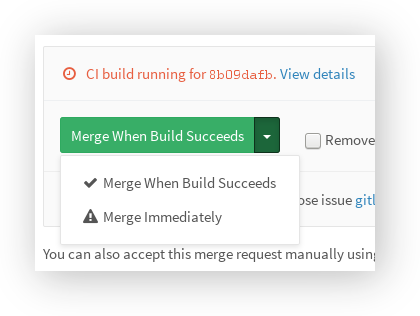 CI build running for 8b09dafb. View details
Merge When Build Succeeds
Remove
Merge When Build Succeeds
Merge Immediately
ose issue gitl
You can also accept this merge request manually using